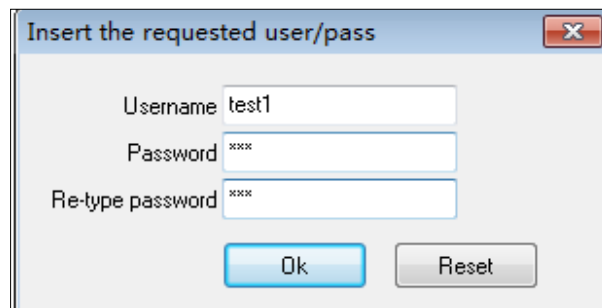 Insert the requested user/pass
Username test1
Password ***
Re-type password ***
Ok Reset